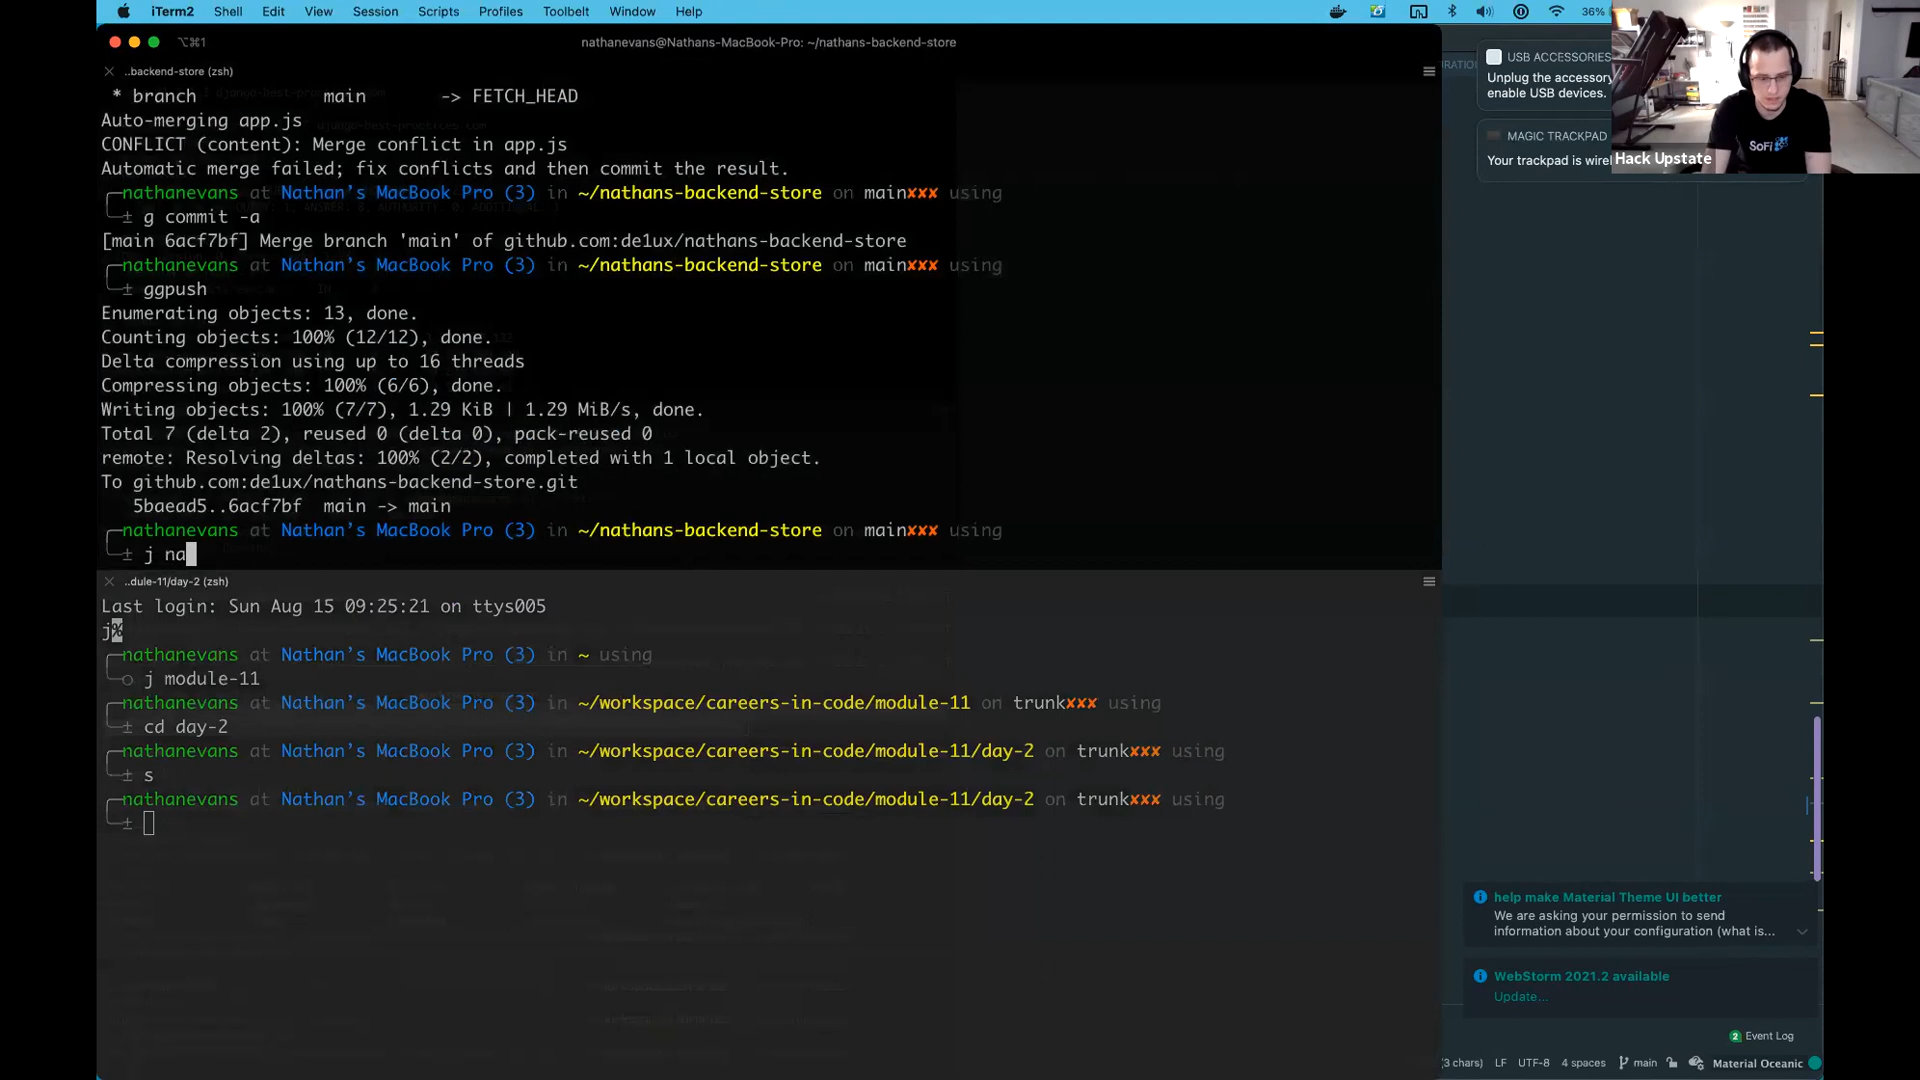 iTerm2 Shell Edit View Session Scripts Profiles Toolbelt Window Help 36%
⌥⌘1 nathanevans@Nathans-MacBook-Pro: ~/nathans-backend-store
..backend-store (zsh)
* branch main -> FETCH_HEAD
Auto-merging app.js
CONFLICT (content): Merge conflict in app.js
Automatic merge failed; fix conflicts and then commit the result.
nathanevans at Nathan’s MacBook Pro (3) in ~/nathans-backend-store on main✘✘✘ using
± g commit -a
[main 6acf7bf] Merge branch 'main' of github.com:de1ux/nathans-backend-store
nathanevans at Nathan’s MacBook Pro (3) in ~/nathans-backend-store on main✘✘✘ using
± ggpush
Enumerating objects: 13, done.
Counting objects: 100% (12/12), done.
Delta compression using up to 16 threads
Compressing objects: 100% (6/6), done.
Writing objects: 100% (7/7), 1.29 KiB | 1.29 MiB/s, done.
Total 7 (delta 2), reused 0 (delta 0), pack-reused 0
remote: Resolving deltas: 100% (2/2), completed with 1 local object.
To github.com:de1ux/nathans-backend-store.git
5baead5..6acf7bf main -> main
nathanevans at Nathan’s MacBook Pro (3) in ~/nathans-backend-store on main✘✘✘ using
± j na
..dule-11/day-2 (zsh)
Last login: Sun Aug 15 09:25:21 on ttys005
j%
nathanevans at Nathan’s MacBook Pro (3) in ~ using
○ j module-11
nathanevans at Nathan’s MacBook Pro (3) in ~/workspace/careers-in-code/module-11 on trunk✘✘✘ using
± cd day-2
nathanevans at Nathan’s MacBook Pro (3) in ~/workspace/careers-in-code/module-11/day-2 on trunk✘✘✘ using
± s
nathanevans at Nathan’s MacBook Pro (3) in ~/workspace/careers-in-code/module-11/day-2 on trunk✘✘✘ using
±
USB ACCESSORIES
Unplug the accessory
enable USB devices.
MAGIC TRACKPAD
Your trackpad is wirel
SoFi
Hack Upstate
help make Material Theme UI better
We are asking your permission to send
information about your configuration (what is...
WebStorm 2021.2 available
Update...
2 Event Log
(3 chars) LF UTF-8 4 spaces main Material Oceanic